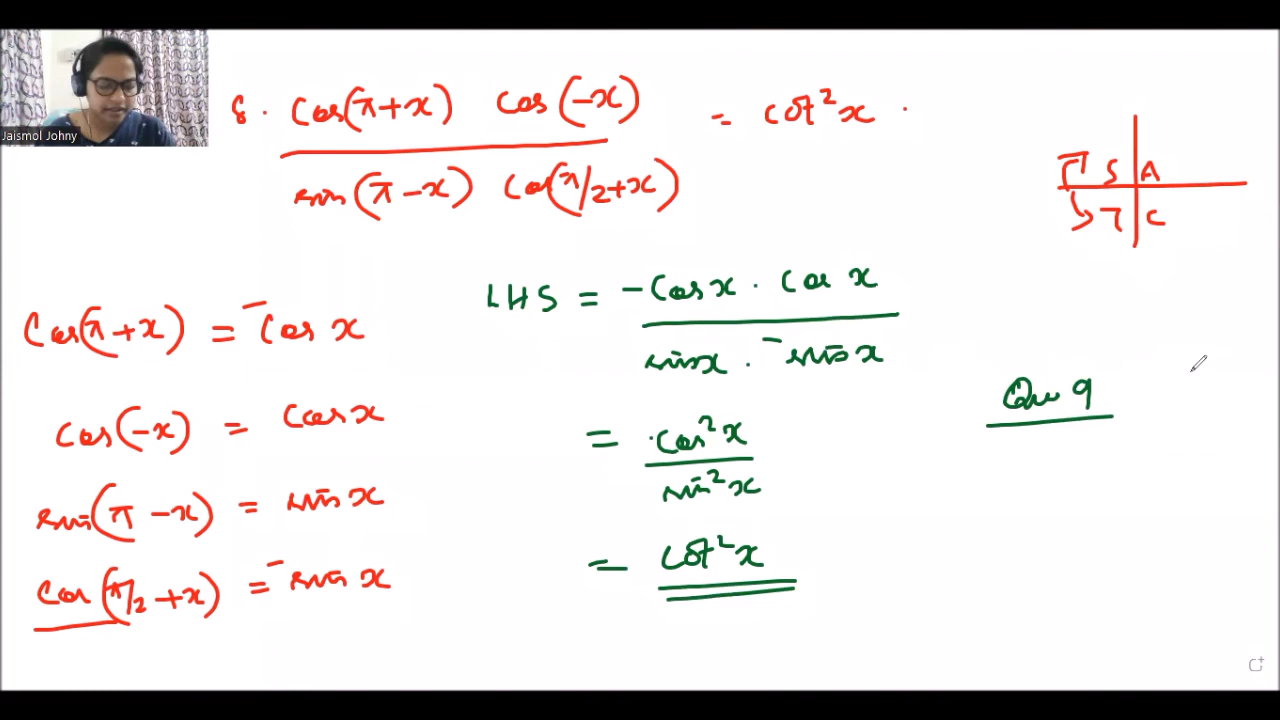 Jaismol Johny
8. cos(π+x) cos(-x) = cot²x.
sin(π-x) cos(π/2+x)
S A
T C
cos(π+x) = -cos x
cos(-x) = cos x
sin(π-x) = sin x
cos(π/2+x) = -sin x
LHS = -cos x . cos x
sin x . -sin x
= cos²x
sin²x
= cot²x
Qu 9